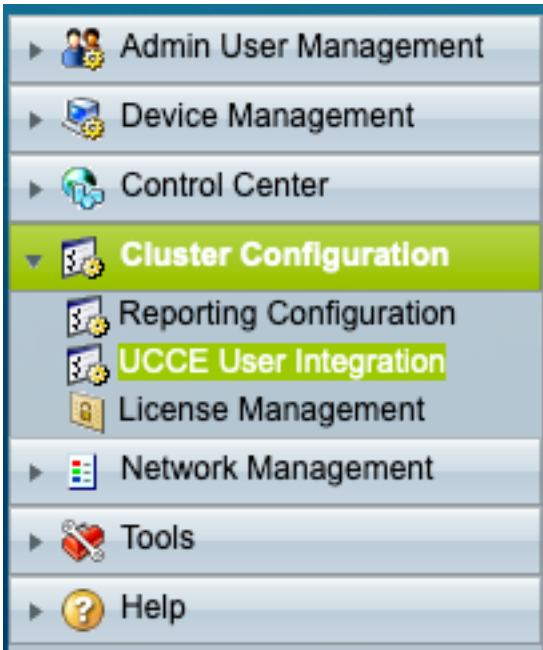 Admin User Management
Device Management
Control Center
Cluster Configuration
Reporting Configuration
UCCE User Integration
License Management
Network Management
Tools
Help